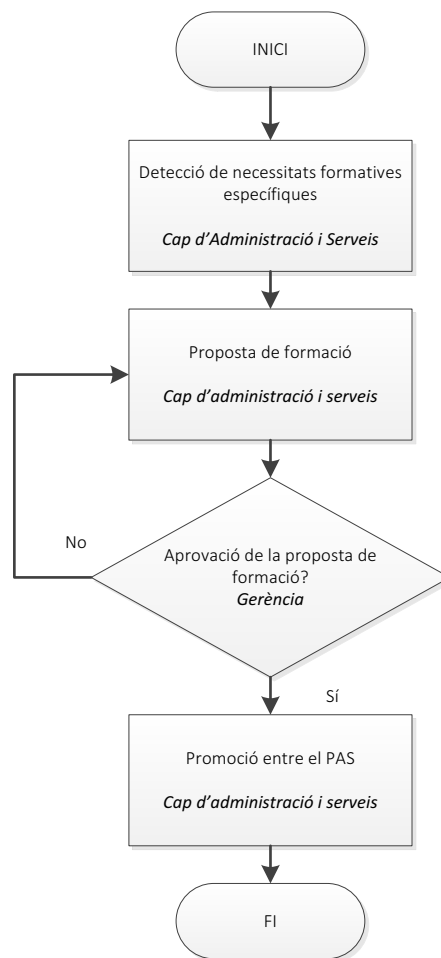 INICI
Detecció de necessitats formatives
específiques
Cap d'Administració i Serveis
Proposta de formació
Cap d'administració i serveis
No
Aprovació de la proposta de
formació?
Gerència
Sí
Promoció entre el PAS
Cap d'administració i serveis
FI